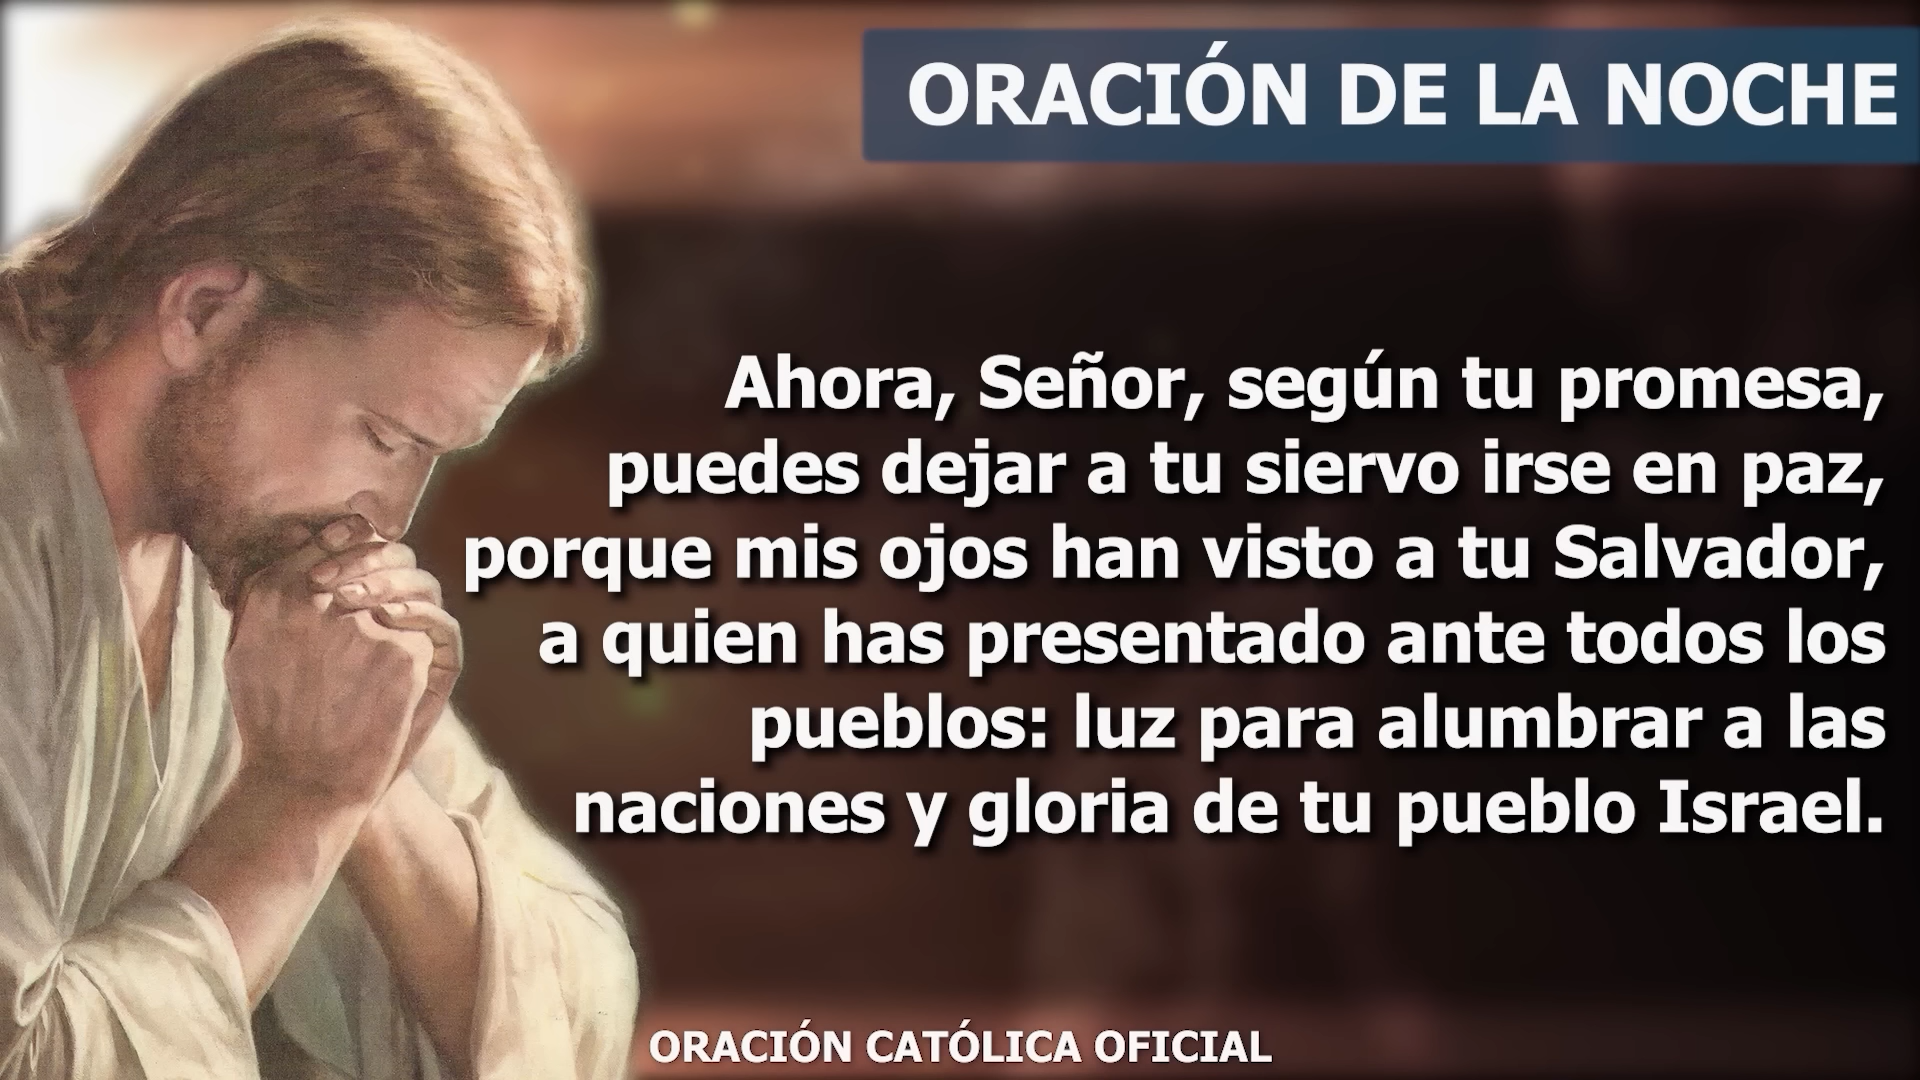 ORACIÓN DE LA NOCHE
Ahora, Señor, según tu promesa,
puedes dejar a tu siervo irse en paz,
porque mis ojos han visto a tu Salvador,
a quien has presentado ante todos los
pueblos: luz para alumbrar a las
naciones y gloria de tu pueblo Israel.
ORACIÓN CATÓLICA OFICIAL